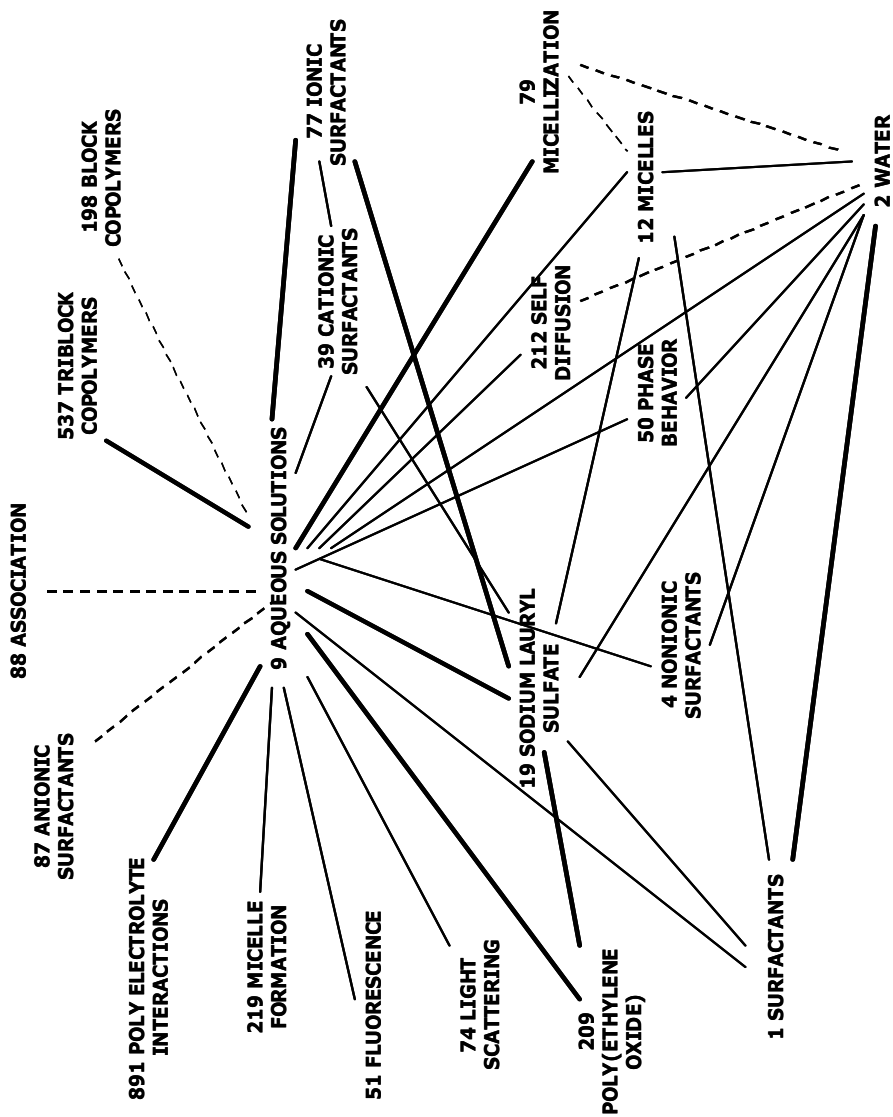 88 ASSOCIATION
87 ANIONIC
SURFACTANTS
537 TRIBLOCK
COPOLYMERS
198 BLOCK
COPOLYMERS
891 POLY ELECTROLYTE
INTERACTIONS
219 MICELLE
FORMATION
9 AQUEOUS SOLUTIONS
77 IONIC
SURFACTANTS
39 CATIONIC
SURFACTANTS
51 FLUORESCENCE
74 LIGHT
SCATTERING
19 SODIUM LAURYL
SULFATE
212 SELF
DIFFUSION
79
MICELLIZATION
209
POLY(ETHYLENE
OXIDE)
4 NONIONIC
SURFACTANTS
50 PHASE
BEHAVIOR
12 MICELLES
1 SURFACTANTS
2 WATER